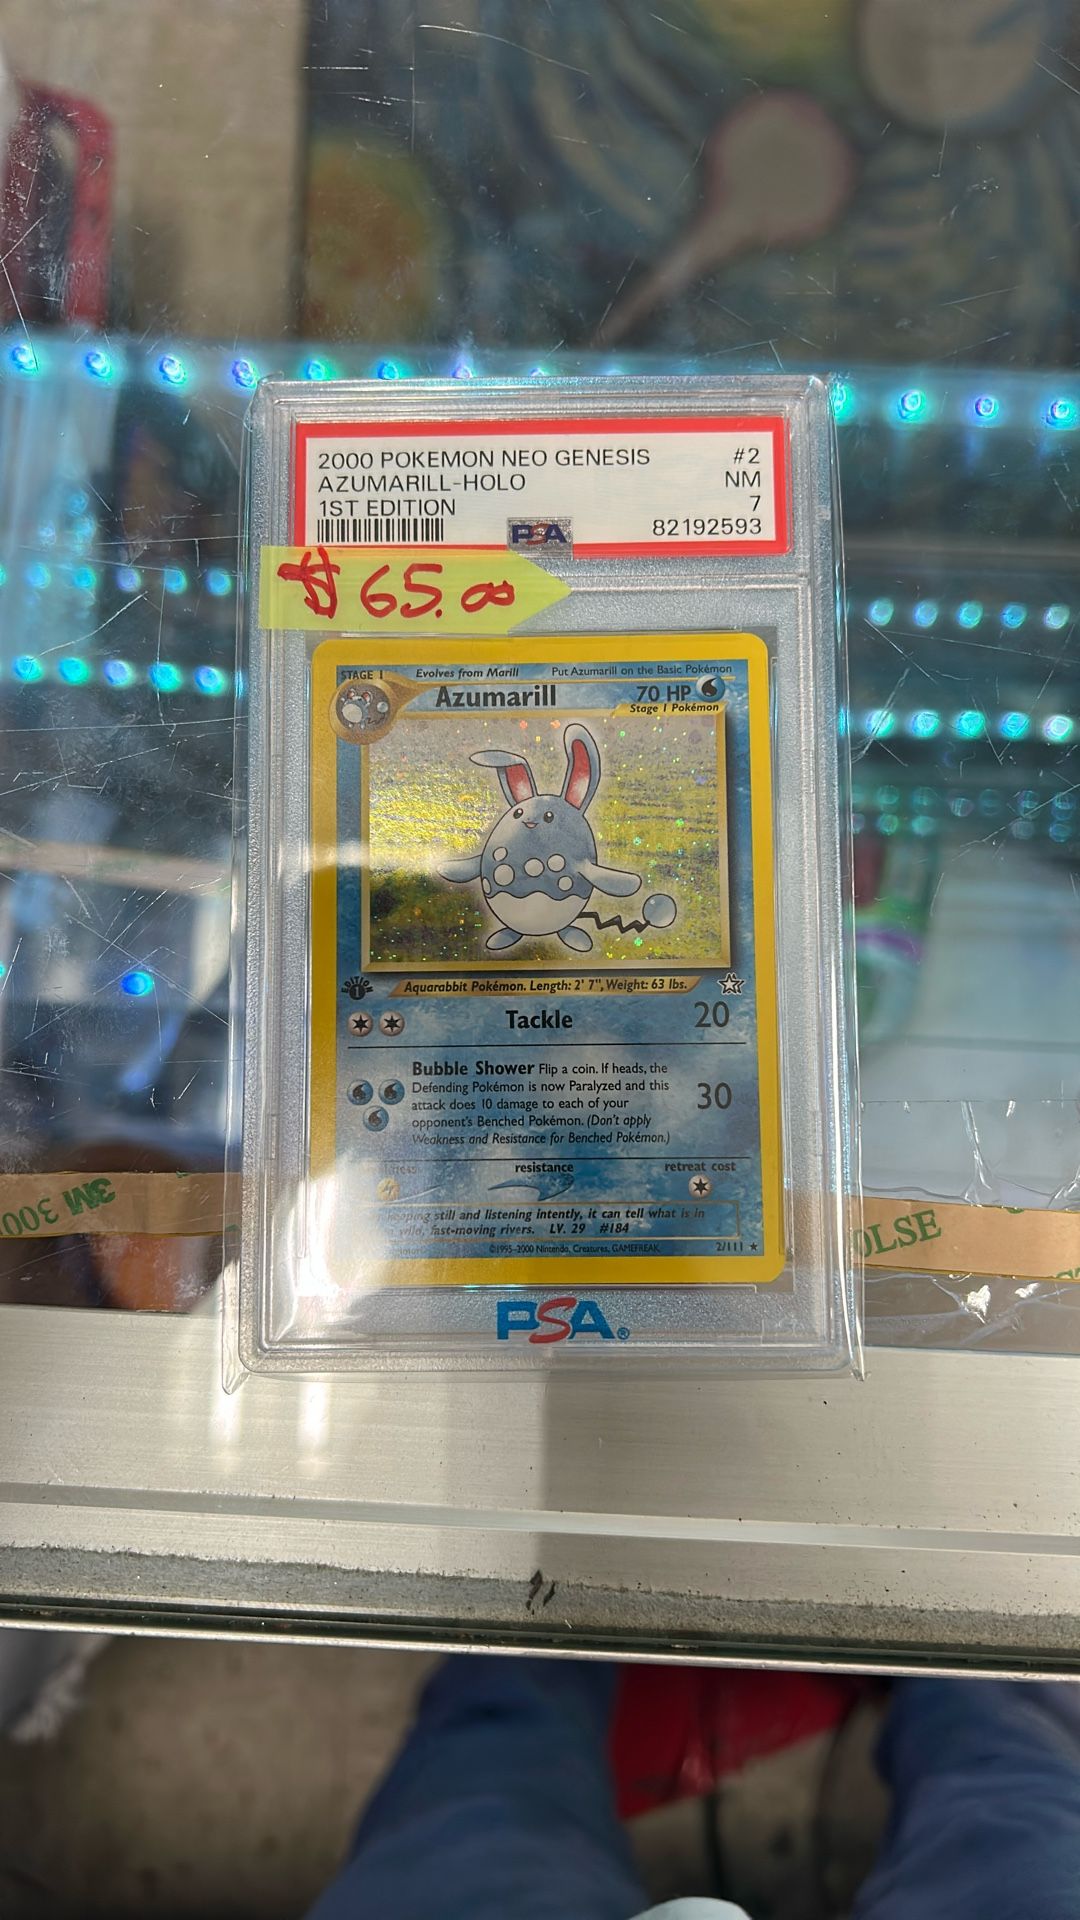 2000 POKEMON NEO GENESIS #2
AZUMARILL-HOLO NM
1ST EDITION 7
PSA 82192593
$65.00
STAGE 1 Evolves from Marill Put Azumarill on the Basic Pokémon
Azumarill 70 HP
Stage 1 Pokémon
EDITION 1
Aquarabbit Pokémon. Length: 2' 7", Weight: 63 lbs.
Tackle 20
Bubble Shower Flip a coin. If heads, the
Defending Pokémon is now Paralyzed and this
attack does 10 damage to each of your
opponent's Benched Pokémon. (Don't apply
Weakness and Resistance for Benched Pokémon.)
30
resistance retreat cost
keeping still and listening intently, it can tell what is in
wild, fast-moving rivers. LV. 29 #184
©1995-2000 Nintendo, Creatures, GAMEFREAK. 2/111 ★
3M 300
OLSE
PSA®